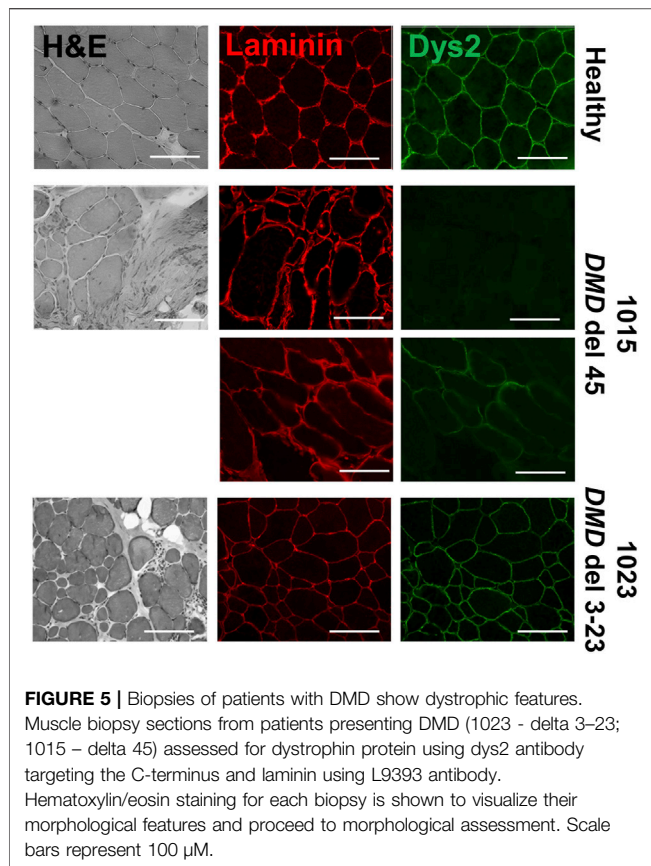 H&E
Laminin
Dys2
Healthy
1015
DMD del 45
1023
DMD del 3-23
FIGURE 5 | Biopsies of patients with DMD show dystrophic features.
Muscle biopsy sections from patients presenting DMD (1023 - delta 3–23;
1015 – delta 45) assessed for dystrophin protein using dys2 antibody
targeting the C-terminus and laminin using L9393 antibody.
Hematoxylin/eosin staining for each biopsy is shown to visualize their
morphological features and proceed to morphological assessment. Scale
bars represent 100 µM.